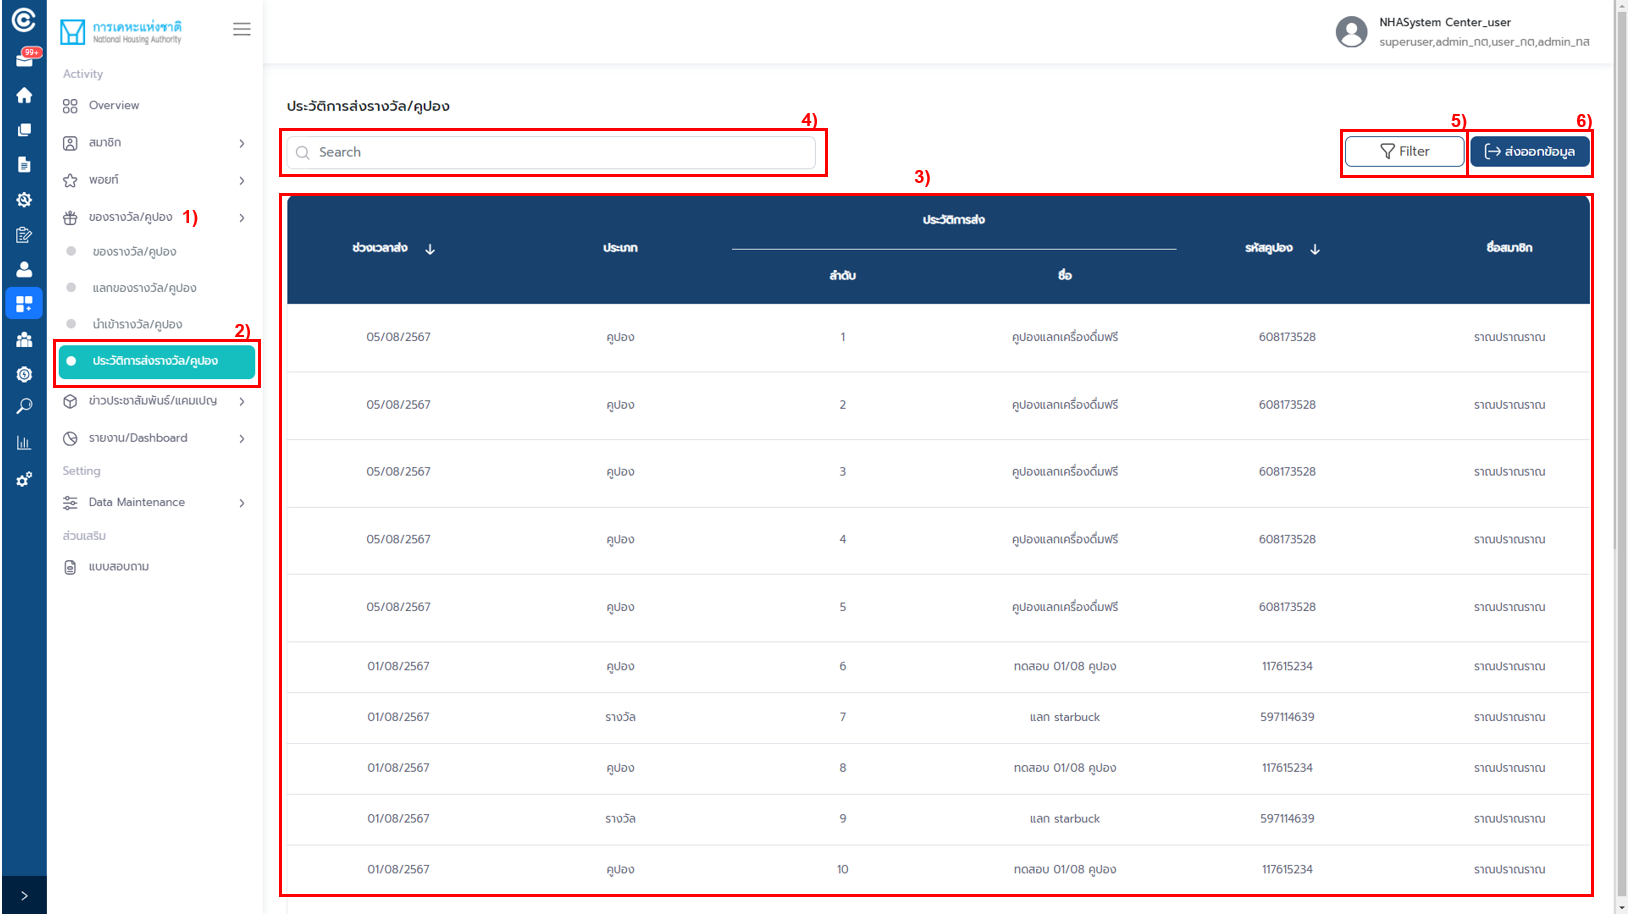 99+
การเคหะแห่งชาติ
National Housing Authority
NHASystem Center_user
superuser,admin_กต,user_กต,admin_กส
Activity
Overview
สมาชิก
พอยท์
ของรางวัล/คูปอง 1)
ของรางวัล/คูปอง
แลกของรางวัล/คูปอง
นำเข้ารางวัล/คูปอง
2)
ประวัติการส่งรางวัล/คูปอง
ข่าวประชาสัมพันธ์/แคมเปญ
รายงาน/Dashboard
Setting
Data Maintenance
ส่วนเสริม
แบบสอบถาม
ประวัติการส่งรางวัล/คูปอง
4) 5) 6)
Search Filter ส่งออกข้อมูล
3)
ประวัติการส่ง
ช่วงเวลาส่ง ประเภท รหัสคูปอง ชื่อสมาชิก
ลำดับ ชื่อ
05/08/2567 คูปอง 1 คูปองแลกเครื่องดื่มฟรี 608173528 ราณปราณราณ
05/08/2567 คูปอง 2 คูปองแลกเครื่องดื่มฟรี 608173528 ราณปราณราณ
05/08/2567 คูปอง 3 คูปองแลกเครื่องดื่มฟรี 608173528 ราณปราณราณ
05/08/2567 คูปอง 4 คูปองแลกเครื่องดื่มฟรี 608173528 ราณปราณราณ
05/08/2567 คูปอง 5 คูปองแลกเครื่องดื่มฟรี 608173528 ราณปราณราณ
01/08/2567 คูปอง 6 ทดสอบ 01/08 คูปอง 117615234 ราณปราณราณ
01/08/2567 รางวัล 7 แลก starbuck 597114639 ราณปราณราณ
01/08/2567 คูปอง 8 ทดสอบ 01/08 คูปอง 117615234 ราณปราณราณ
01/08/2567 รางวัล 9 แลก starbuck 597114639 ราณปราณราณ
01/08/2567 คูปอง 10 ทดสอบ 01/08 คูปอง 117615234 ราณปราณราณ